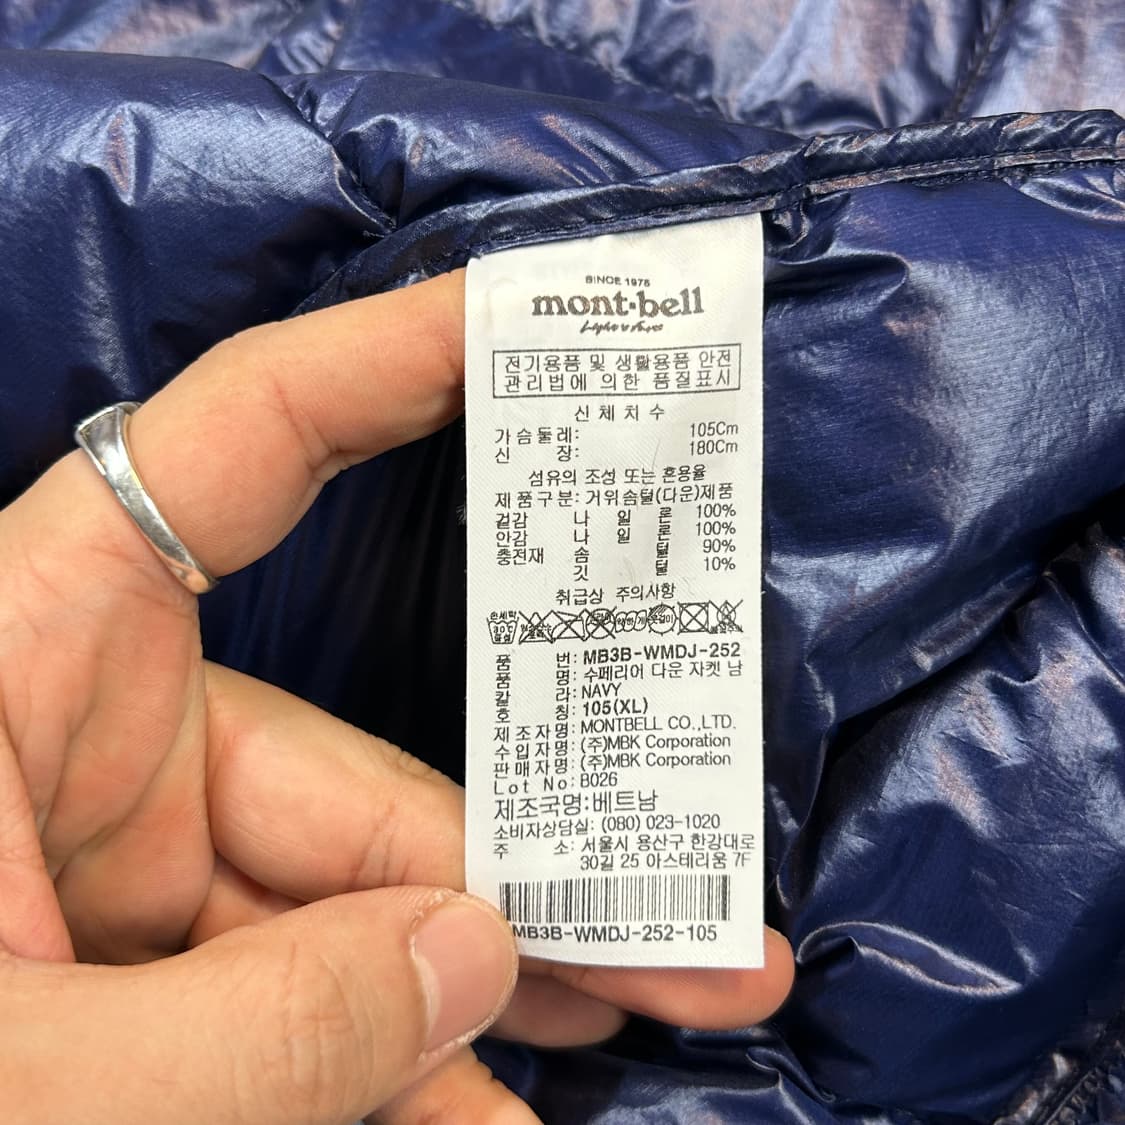 SINCE 1975
mont·bell
Light & Fast
전기용품 및 생활용품 안전
관리법에 의한 품질표시
신체치수
가슴둘레: 105Cm
신 장: 180Cm
섬유의 조성 또는 혼용율
제품구분: 거위솜털(다운)제품
겉감 나 일 론 100%
안감 나 일 론 100%
충전재 솜 털 90%
깃 털 10%
취급상 주의사항
손세탁
30℃
중성
품 번: MB3B-WMDJ-252
품 명: 수페리어 다운 자켓 남
칼 라: NAVY
호 칭: 105(XL)
제조자명: MONTBELL CO.,LTD.
수입자명: (주)MBK Corporation
판매자명: (주)MBK Corporation
Lot No: B026
제조국명:베트남
소비자상담실: (080) 023-1020
주 소: 서울시 용산구 한강대로
30길 25 아스테리움 7F
MB3B-WMDJ-252-105